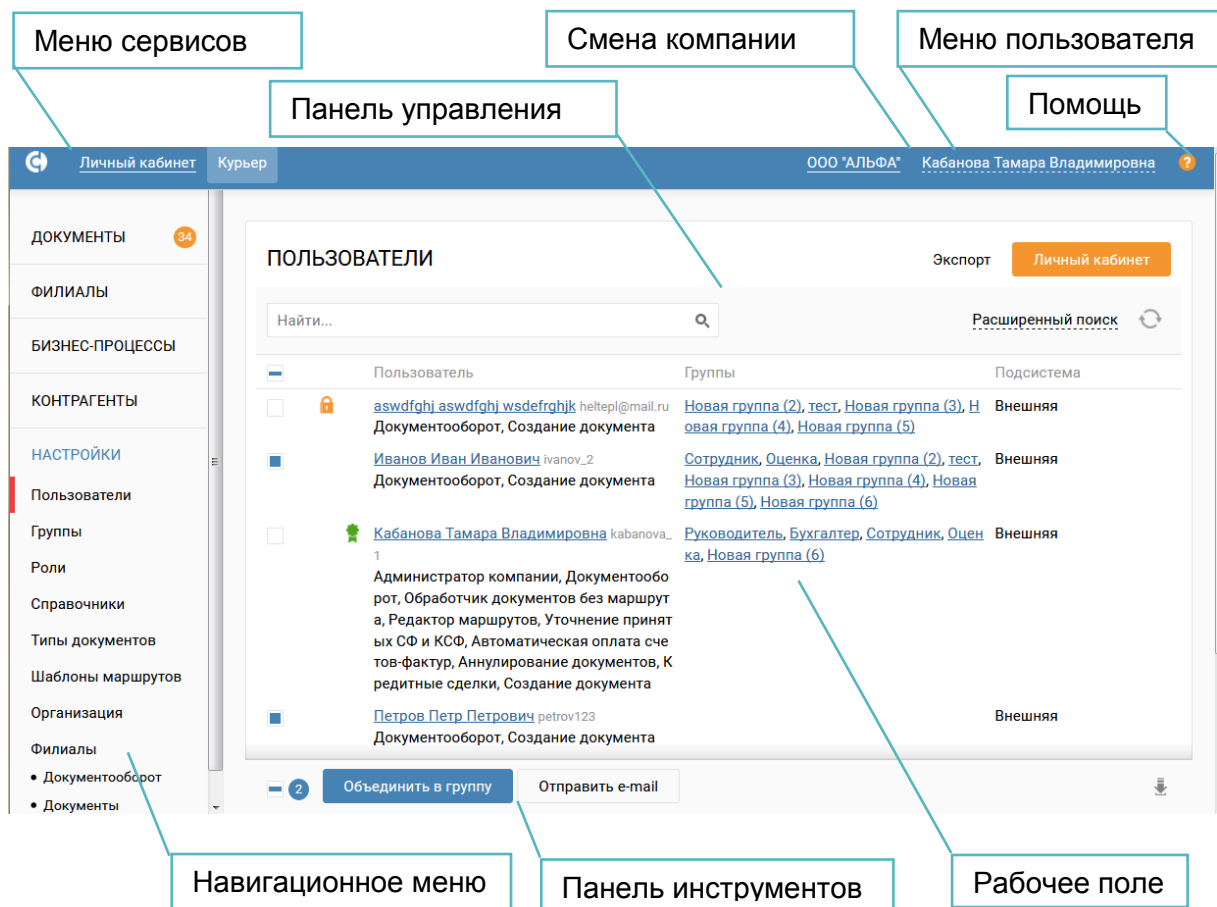 Меню сервисов
Смена компании
Меню пользователя
Панель управления
Помощь
Личный кабинет Курьер ООО "АЛЬФА" Кабанова Тамара Владимировна ?
ДОКУМЕНТЫ 34
ФИЛИАЛЫ
БИЗНЕС-ПРОЦЕССЫ
КОНТРАГЕНТЫ
НАСТРОЙКИ
Пользователи
Группы
Роли
Справочники
Типы документов
Шаблоны маршрутов
Организация
Филиалы
• Документооборот
• Документы
ПОЛЬЗОВАТЕЛИ
Экспорт
Личный кабинет
Найти...
Расширенный поиск
Пользователь Группы Подсистема
aswdfghj aswdfghj wsdefrghjk heltepl@mail.ru
Документооборот, Создание документа
Новая группа (2), тест, Новая группа (3), Н
овая группа (4), Новая группа (5)
Внешняя
Иванов Иван Иванович ivanov_2
Документооборот, Создание документа
Сотрудник, Оценка, Новая группа (2), тест,
Новая группа (3), Новая группа (4), Новая
группа (5), Новая группа (6)
Внешняя
Кабанова Тамара Владимировна kabanova_
1
Администратор компании, Документообо
рот, Обработчик документов без маршрут
а, Редактор маршрутов, Уточнение принят
ых СФ и КСФ, Автоматическая оплата сче
тов-фактур, Аннулирование документов, К
редитные сделки, Создание документа
Руководитель, Бухгалтер, Сотрудник, Оцен
ка, Новая группа (6)
Внешняя
Петров Петр Петрович petrov123
Документооборот, Создание документа
Внешняя
2 Объединить в группу Отправить e-mail
Навигационное меню
Панель инструментов
Рабочее поле